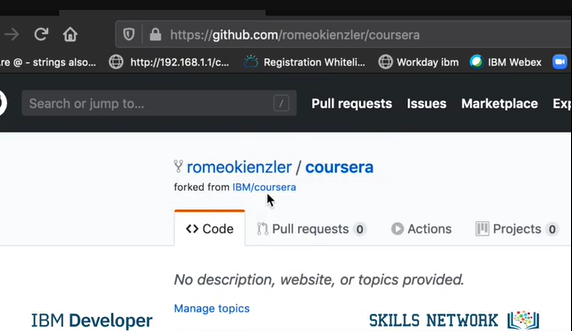 https://github.com/romeokienzler/coursera
re @ - strings also... http://192.168.1.1/c... Registration Whiteli... Workday ibm IBM Webex
Search or jump to... / Pull requests Issues Marketplace Exp
romeokienzler / coursera
forked from IBM/coursera
<> Code Pull requests 0 Actions Projects 0
No description, website, or topics provided.
Manage topics
IBM Developer SKILLS NETWORK